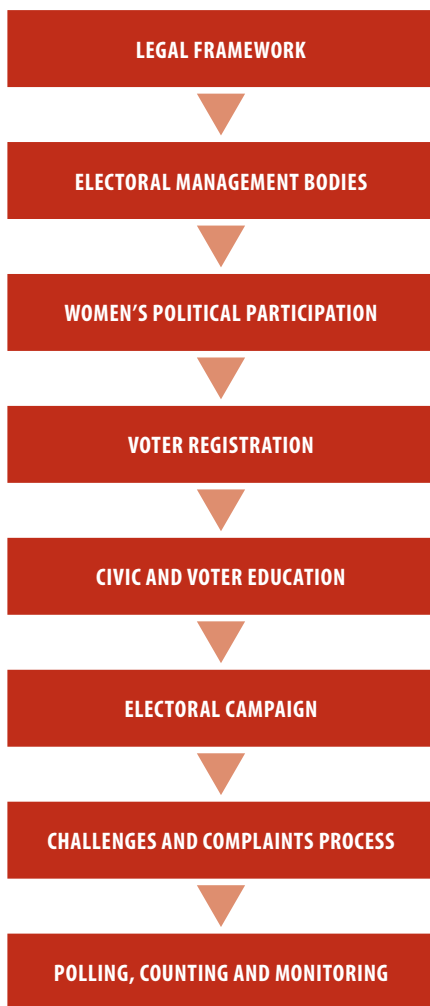 LEGAL FRAMEWORK
ELECTORAL MANAGEMENT BODIES
WOMEN'S POLITICAL PARTICIPATION
VOTER REGISTRATION
CIVIC AND VOTER EDUCATION
ELECTORAL CAMPAIGN
CHALLENGES AND COMPLAINTS PROCESS
POLLING, COUNTING AND MONITORING